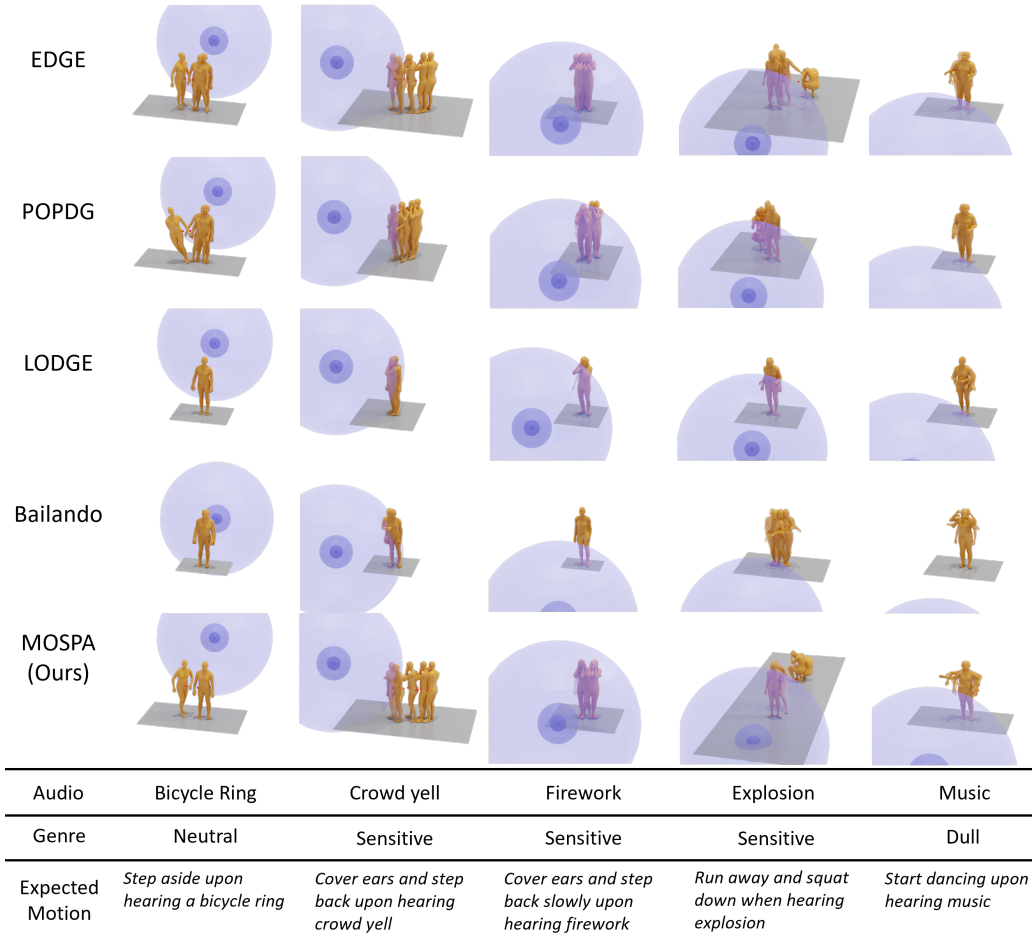 EDGE
POPDG
LODGE
Bailando
MOSPA
(Ours)
Audio
Bicycle Ring
Crowd yell
Firework
Explosion
Music
Genre
Neutral
Sensitive
Sensitive
Sensitive
Dull
Expected
Motion
Step aside upon
hearing a bicycle ring
Cover ears and step
back upon hearing
crowd yell
Cover ears and step
back slowly upon
hearing firework
Run away and squat
down when hearing
explosion
Start dancing upon
hearing music